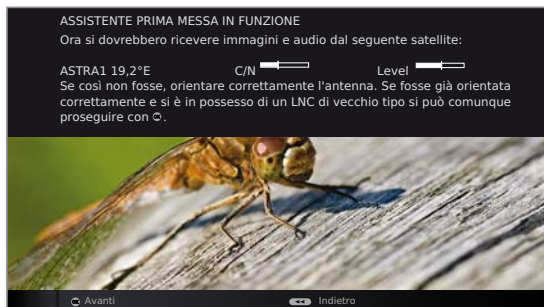 ASSISTENTE PRIMA MESSA IN FUNZIONE
Ora si dovrebbero ricevere immagini e audio dal seguente satellite:
ASTRA1 19,2°E C/N Level
Se così non fosse, orientare correttamente l'antenna. Se fosse già orientata
correttamente e si è in possesso di un LNC di vecchio tipo si può comunque
proseguire con OK.
OK Avanti Indietro